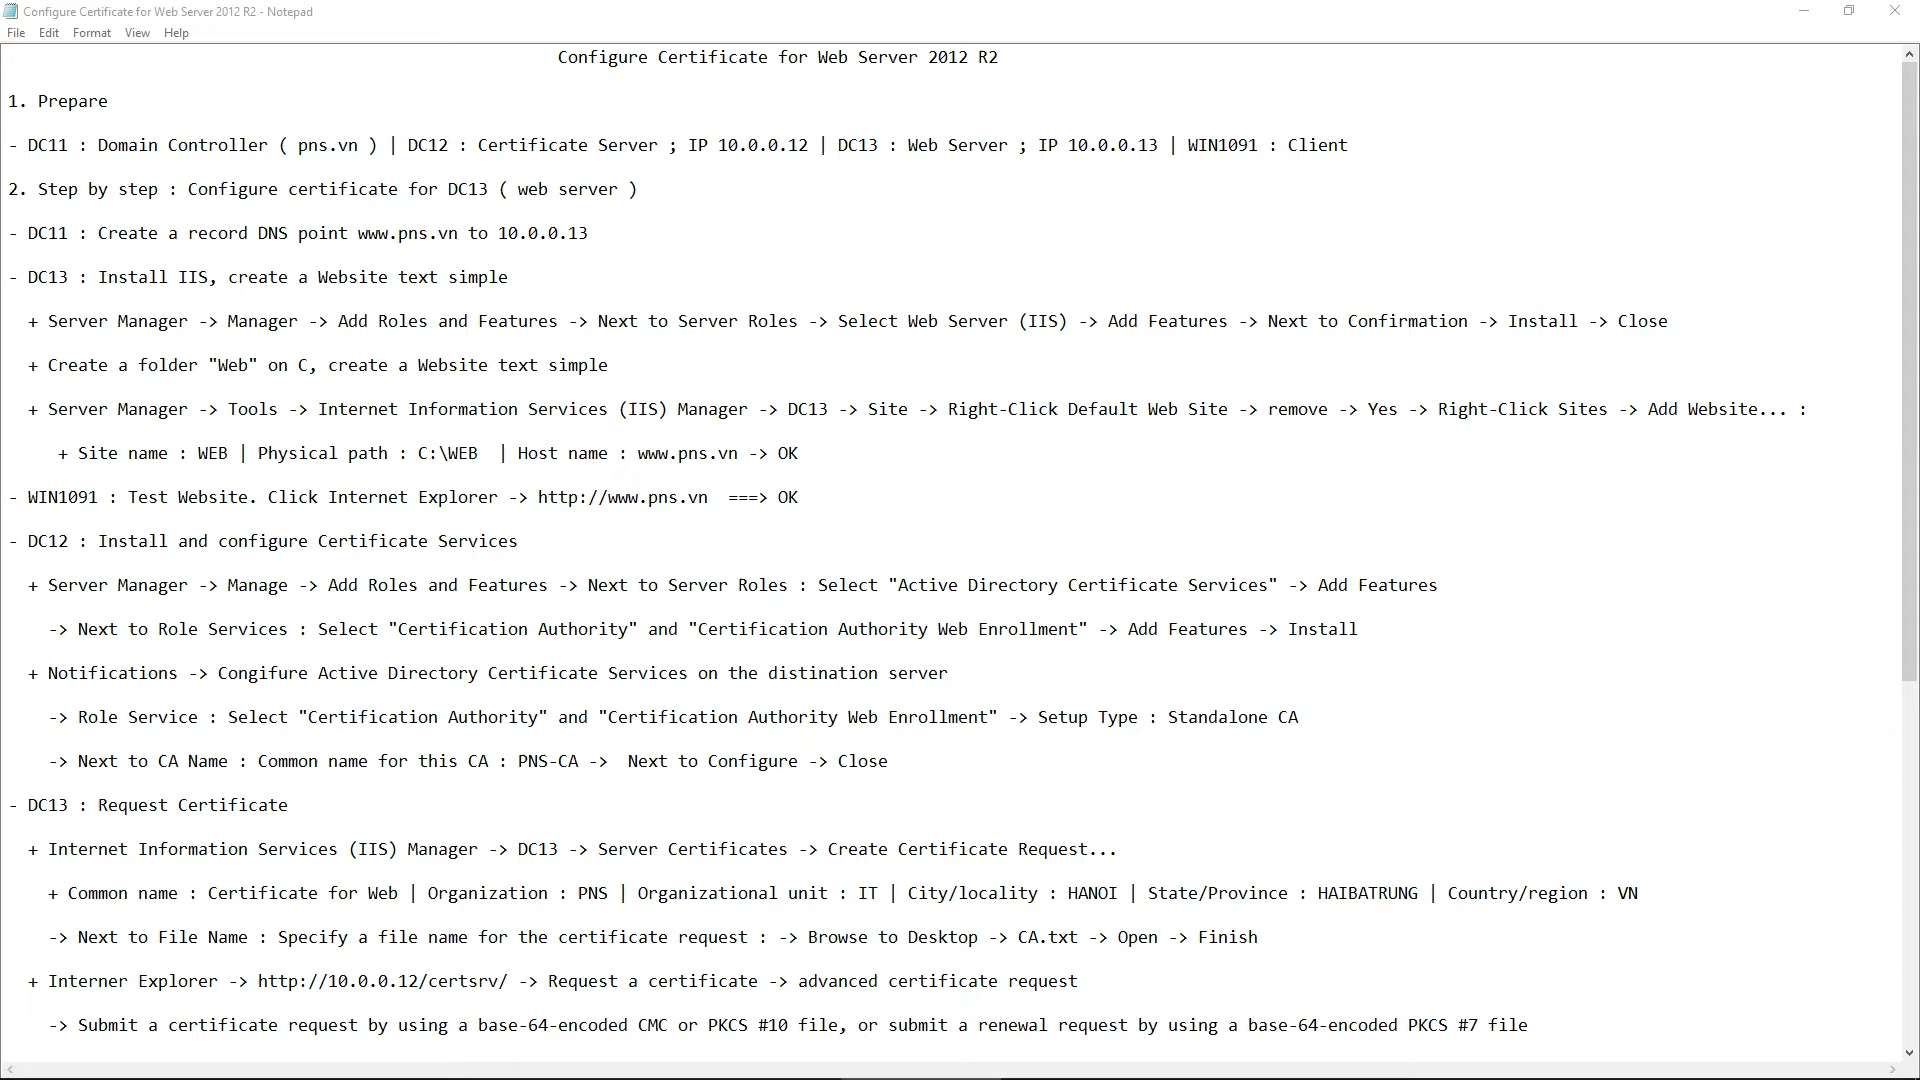 Configure Certificate for Web Server 2012 R2 - Notepad
File Edit Format View Help
Configure Certificate for Web Server 2012 R2
1. Prepare
- DC11 : Domain Controller ( pns.vn ) | DC12 : Certificate Server ; IP 10.0.0.12 | DC13 : Web Server ; IP 10.0.0.13 | WIN1091 : Client
2. Step by step : Configure certificate for DC13 ( web server )
- DC11 : Create a record DNS point www.pns.vn to 10.0.0.13
- DC13 : Install IIS, create a Website text simple
+ Server Manager -> Manager -> Add Roles and Features -> Next to Server Roles -> Select Web Server (IIS) -> Add Features -> Next to Confirmation -> Install -> Close
+ Create a folder "Web" on C, create a Website text simple
+ Server Manager -> Tools -> Internet Information Services (IIS) Manager -> DC13 -> Site -> Right-Click Default Web Site -> remove -> Yes -> Right-Click Sites -> Add Website... :
+ Site name : WEB | Physical path : C:\WEB  | Host name : www.pns.vn -> OK
- WIN1091 : Test Website. Click Internet Explorer -> http://www.pns.vn  ===> OK
- DC12 : Install and configure Certificate Services
+ Server Manager -> Manage -> Add Roles and Features -> Next to Server Roles : Select "Active Directory Certificate Services" -> Add Features
-> Next to Role Services : Select "Certification Authority" and "Certification Authority Web Enrollment" -> Add Features -> Install
+ Notifications -> Congifure Active Directory Certificate Services on the distination server
-> Role Service : Select "Certification Authority" and "Certification Authority Web Enrollment" -> Setup Type : Standalone CA
-> Next to CA Name : Common name for this CA : PNS-CA ->  Next to Configure -> Close
- DC13 : Request Certificate
+ Internet Information Services (IIS) Manager -> DC13 -> Server Certificates -> Create Certificate Request...
+ Common name : Certificate for Web | Organization : PNS | Organizational unit : IT | City/locality : HANOI | State/Province : HAIBATRUNG | Country/region : VN
-> Next to File Name : Specify a file name for the certificate request : -> Browse to Desktop -> CA.txt -> Open -> Finish
+ Interner Explorer -> http://10.0.0.12/certsrv/ -> Request a certificate -> advanced certificate request
-> Submit a certificate request by using a base-64-encoded CMC or PKCS #10 file, or submit a renewal request by using a base-64-encoded PKCS #7 file